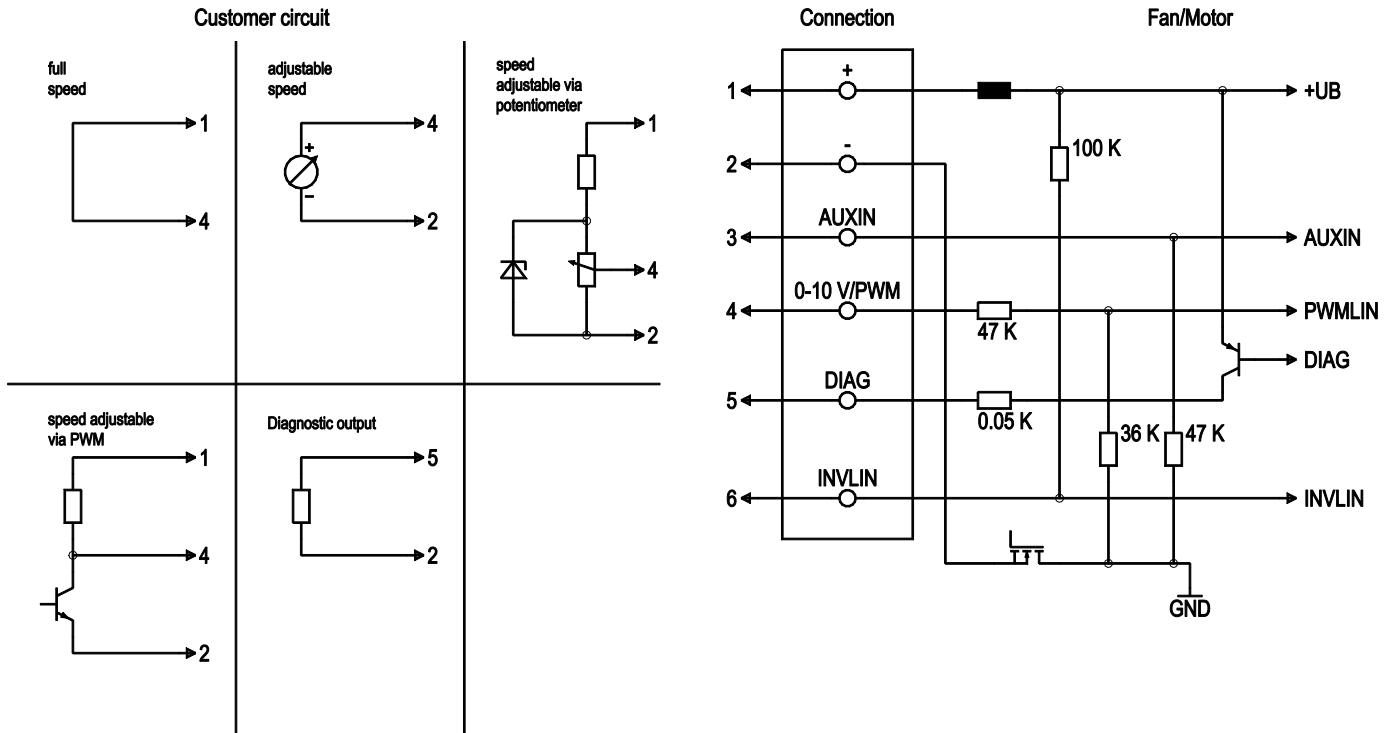 Customer circuit
full
speed
1
4
adjustable
speed
4
+
−
2
speed
adjustable via
potentiometer
1
4
2
speed adjustable
via PWM
1
4
2
Diagnostic output
5
2
Connection
Fan/Motor
1
+
+UB
100 K
2
-
3
AUXIN
AUXIN
4
0-10 V/PWM
47 K
PWMLIN
DIAG
5
DIAG
0.05 K
36 K
47 K
6
INVLIN
INVLIN
GND